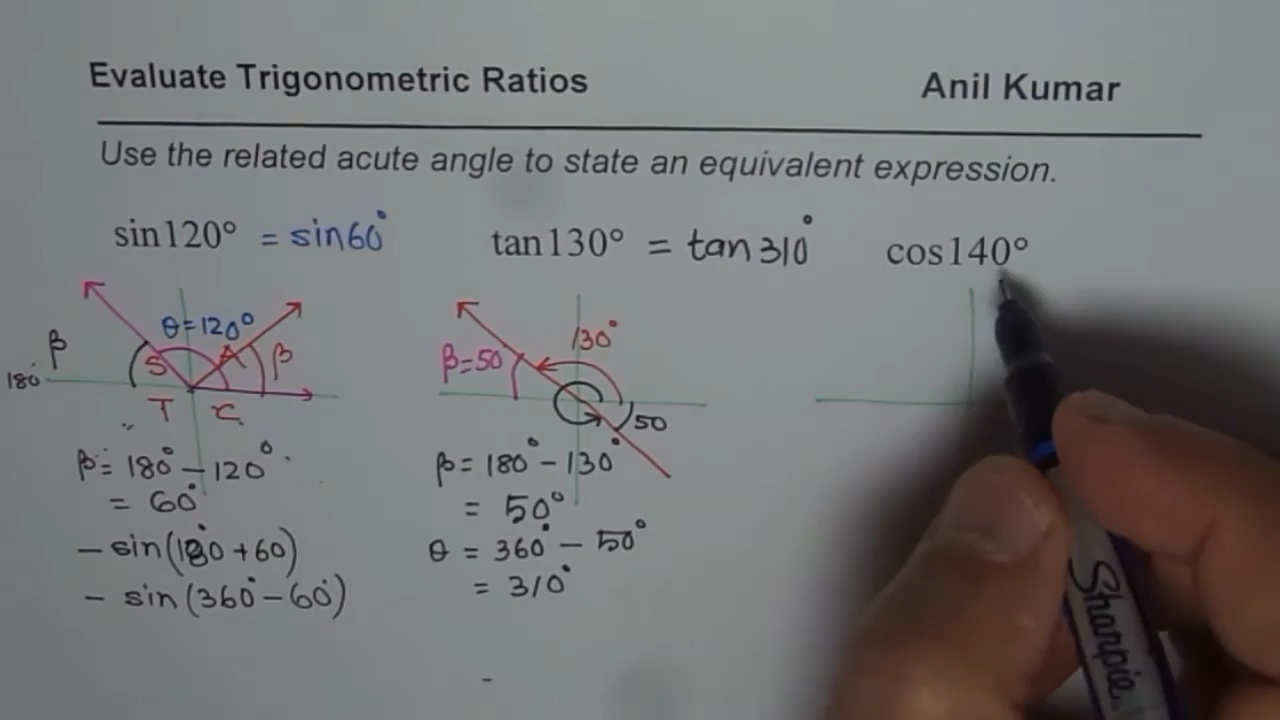 Evaluate Trigonometric Ratios Anil Kumar
Use the related acute angle to state an equivalent expression.
sin120° = sin60° tan130° = tan310° cos140°
θ=120°
β
180°
S A
T C
β
β = 180° − 120°
= 60°
− sin(180° + 60)
− sin(360° − 60°)
130°
β=50
50
β = 180° − 130°
= 50°
θ = 360° − 50°
= 310°
Sharpie